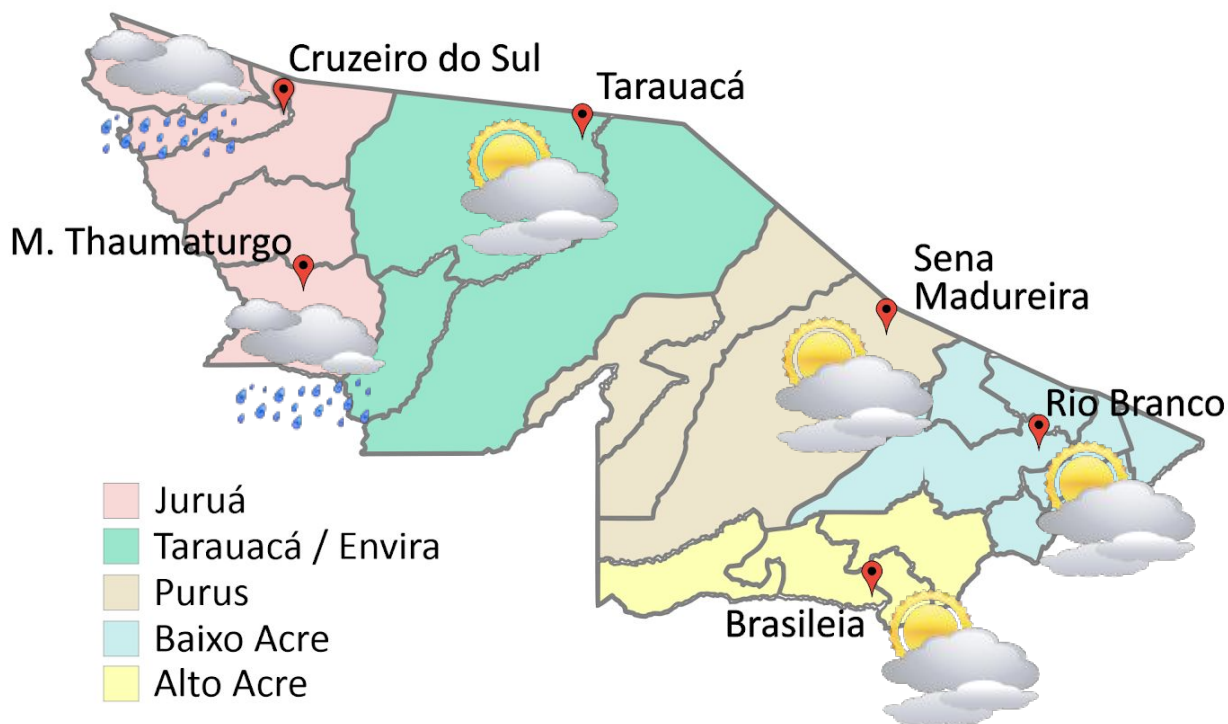 Cruzeiro do Sul
Tarauacá
M. Thaumaturgo
Sena
Madureira
Rio Branco
Brasileia
Juruá
Tarauacá / Envira
Purus
Baixo Acre
Alto Acre